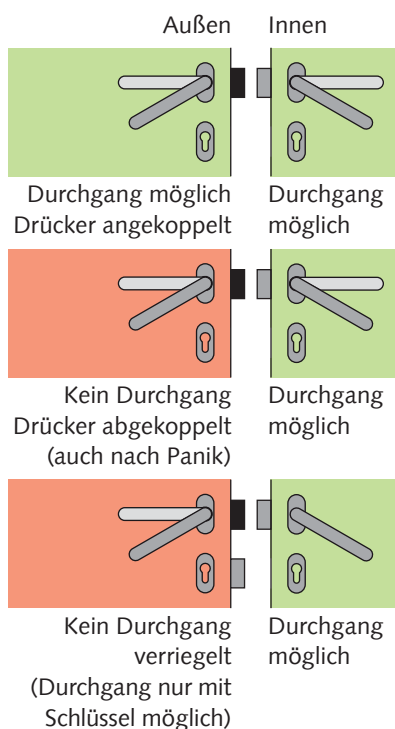 Außen
Innen
Durchgang möglich
Drücker angekoppelt
Durchgang
möglich
Kein Durchgang
Drücker abgekoppelt
(auch nach Panik)
Durchgang
möglich
Kein Durchgang
verriegelt
(Durchgang nur mit
Schlüssel möglich)
Durchgang
möglich